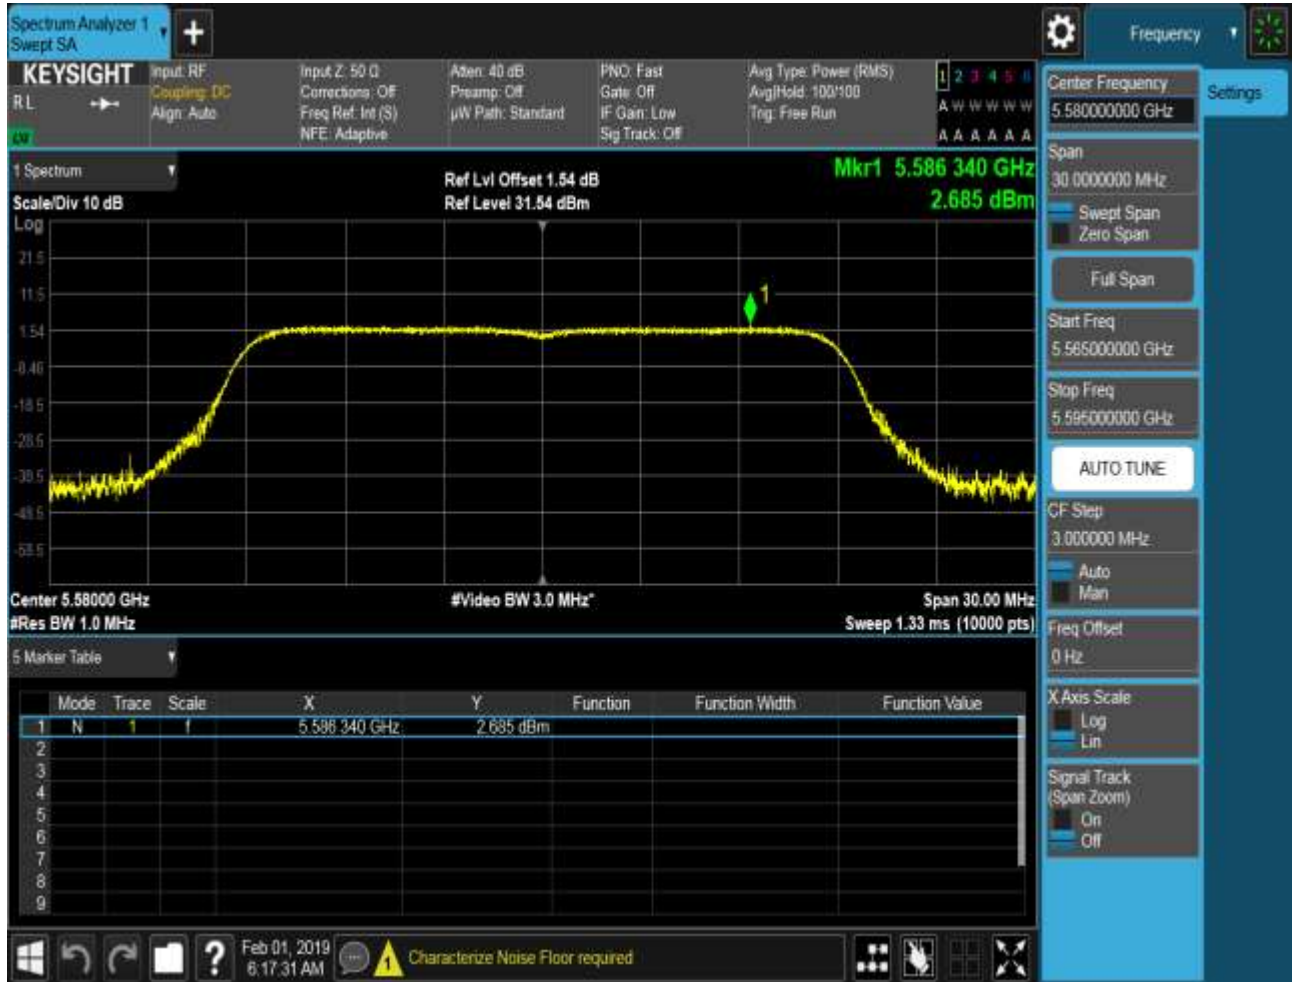 Spectrum Analyzer 1
Swept SA
Frequency
KEYSIGHT
RL
Input: RF
Coupling: DC
Align: Auto
Input Z: 50 Ω
Corrections: Off
Freq Ref: Int (S)
NFE: Adaptive
Atten: 40 dB
Preamp: Off
µW Path: Standard
PNO: Fast
Gate: Off
IF Gain: Low
Sig Track: Off
Avg Type: Power (RMS)
Avg|Hold: 100/100
Trig: Free Run
1 2 3 4 5 6
A W W W W W
A A A A A A
1 Spectrum
Scale/Div 10 dB
Ref Lvl Offset 1.54 dB
Ref Level 31.54 dBm
Mkr1 5.586 340 GHz
2.685 dBm
Log
21.5
11.5
1.54
-8.46
-18.5
-28.5
-38.5
-48.5
-58.5
1
Center 5.58000 GHz
#Res BW 1.0 MHz
#Video BW 3.0 MHz*
Span 30.00 MHz
Sweep 1.33 ms (10000 pts)
5 Marker Table
Mode Trace Scale X Y Function Function Width Function Value
1 N 1 f 5.586 340 GHz 2.685 dBm
2
3
4
5
6
7
8
9
Center Frequency
5.580000000 GHz
Settings
Span
30.0000000 MHz
Swept Span
Zero Span
Full Span
Start Freq
5.565000000 GHz
Stop Freq
5.595000000 GHz
AUTO TUNE
CF Step
3.000000 MHz
Auto
Man
Freq Offset
0 Hz
X Axis Scale
Log
Lin
Signal Track
(Span Zoom)
On
Off
?
Feb 01, 2019
6:17:31 AM
1
Characterize Noise Floor required